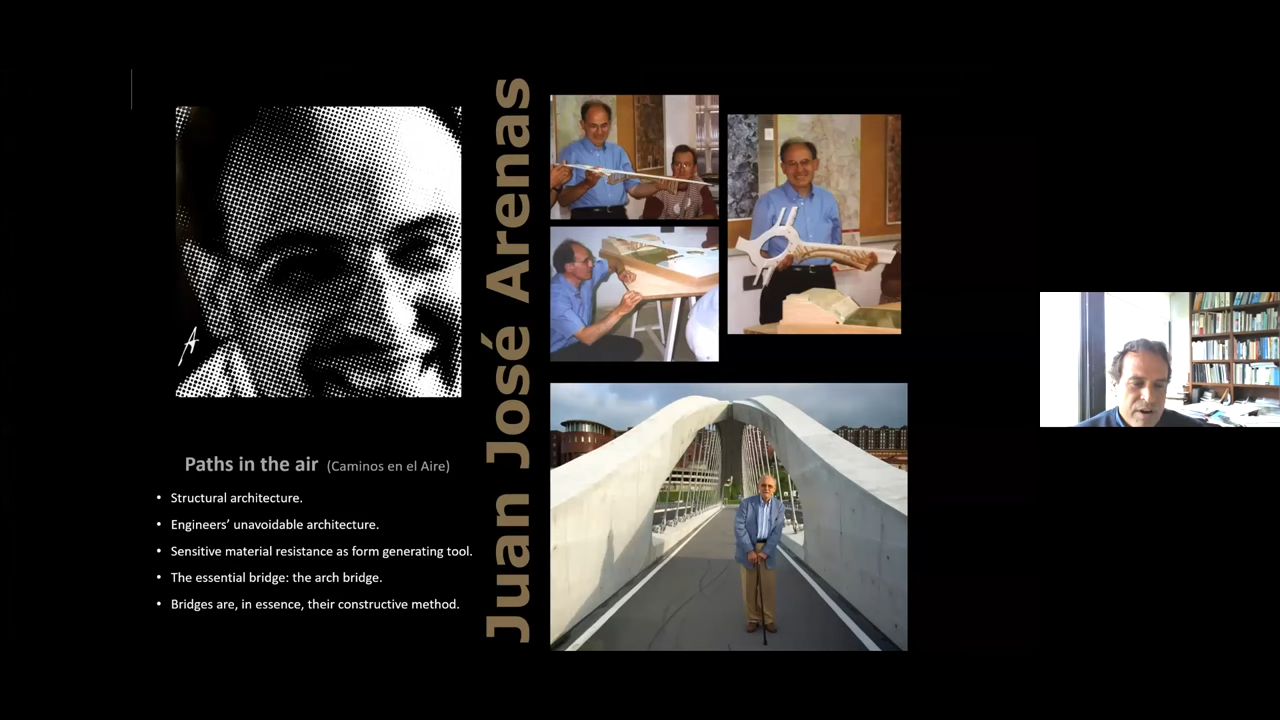 Juan José Arenas
Paths in the air (Caminos en el Aire)
• Structural architecture.
• Engineers’ unavoidable architecture.
• Sensitive material resistance as form generating tool.
• The essential bridge: the arch bridge.
• Bridges are, in essence, their constructive method.